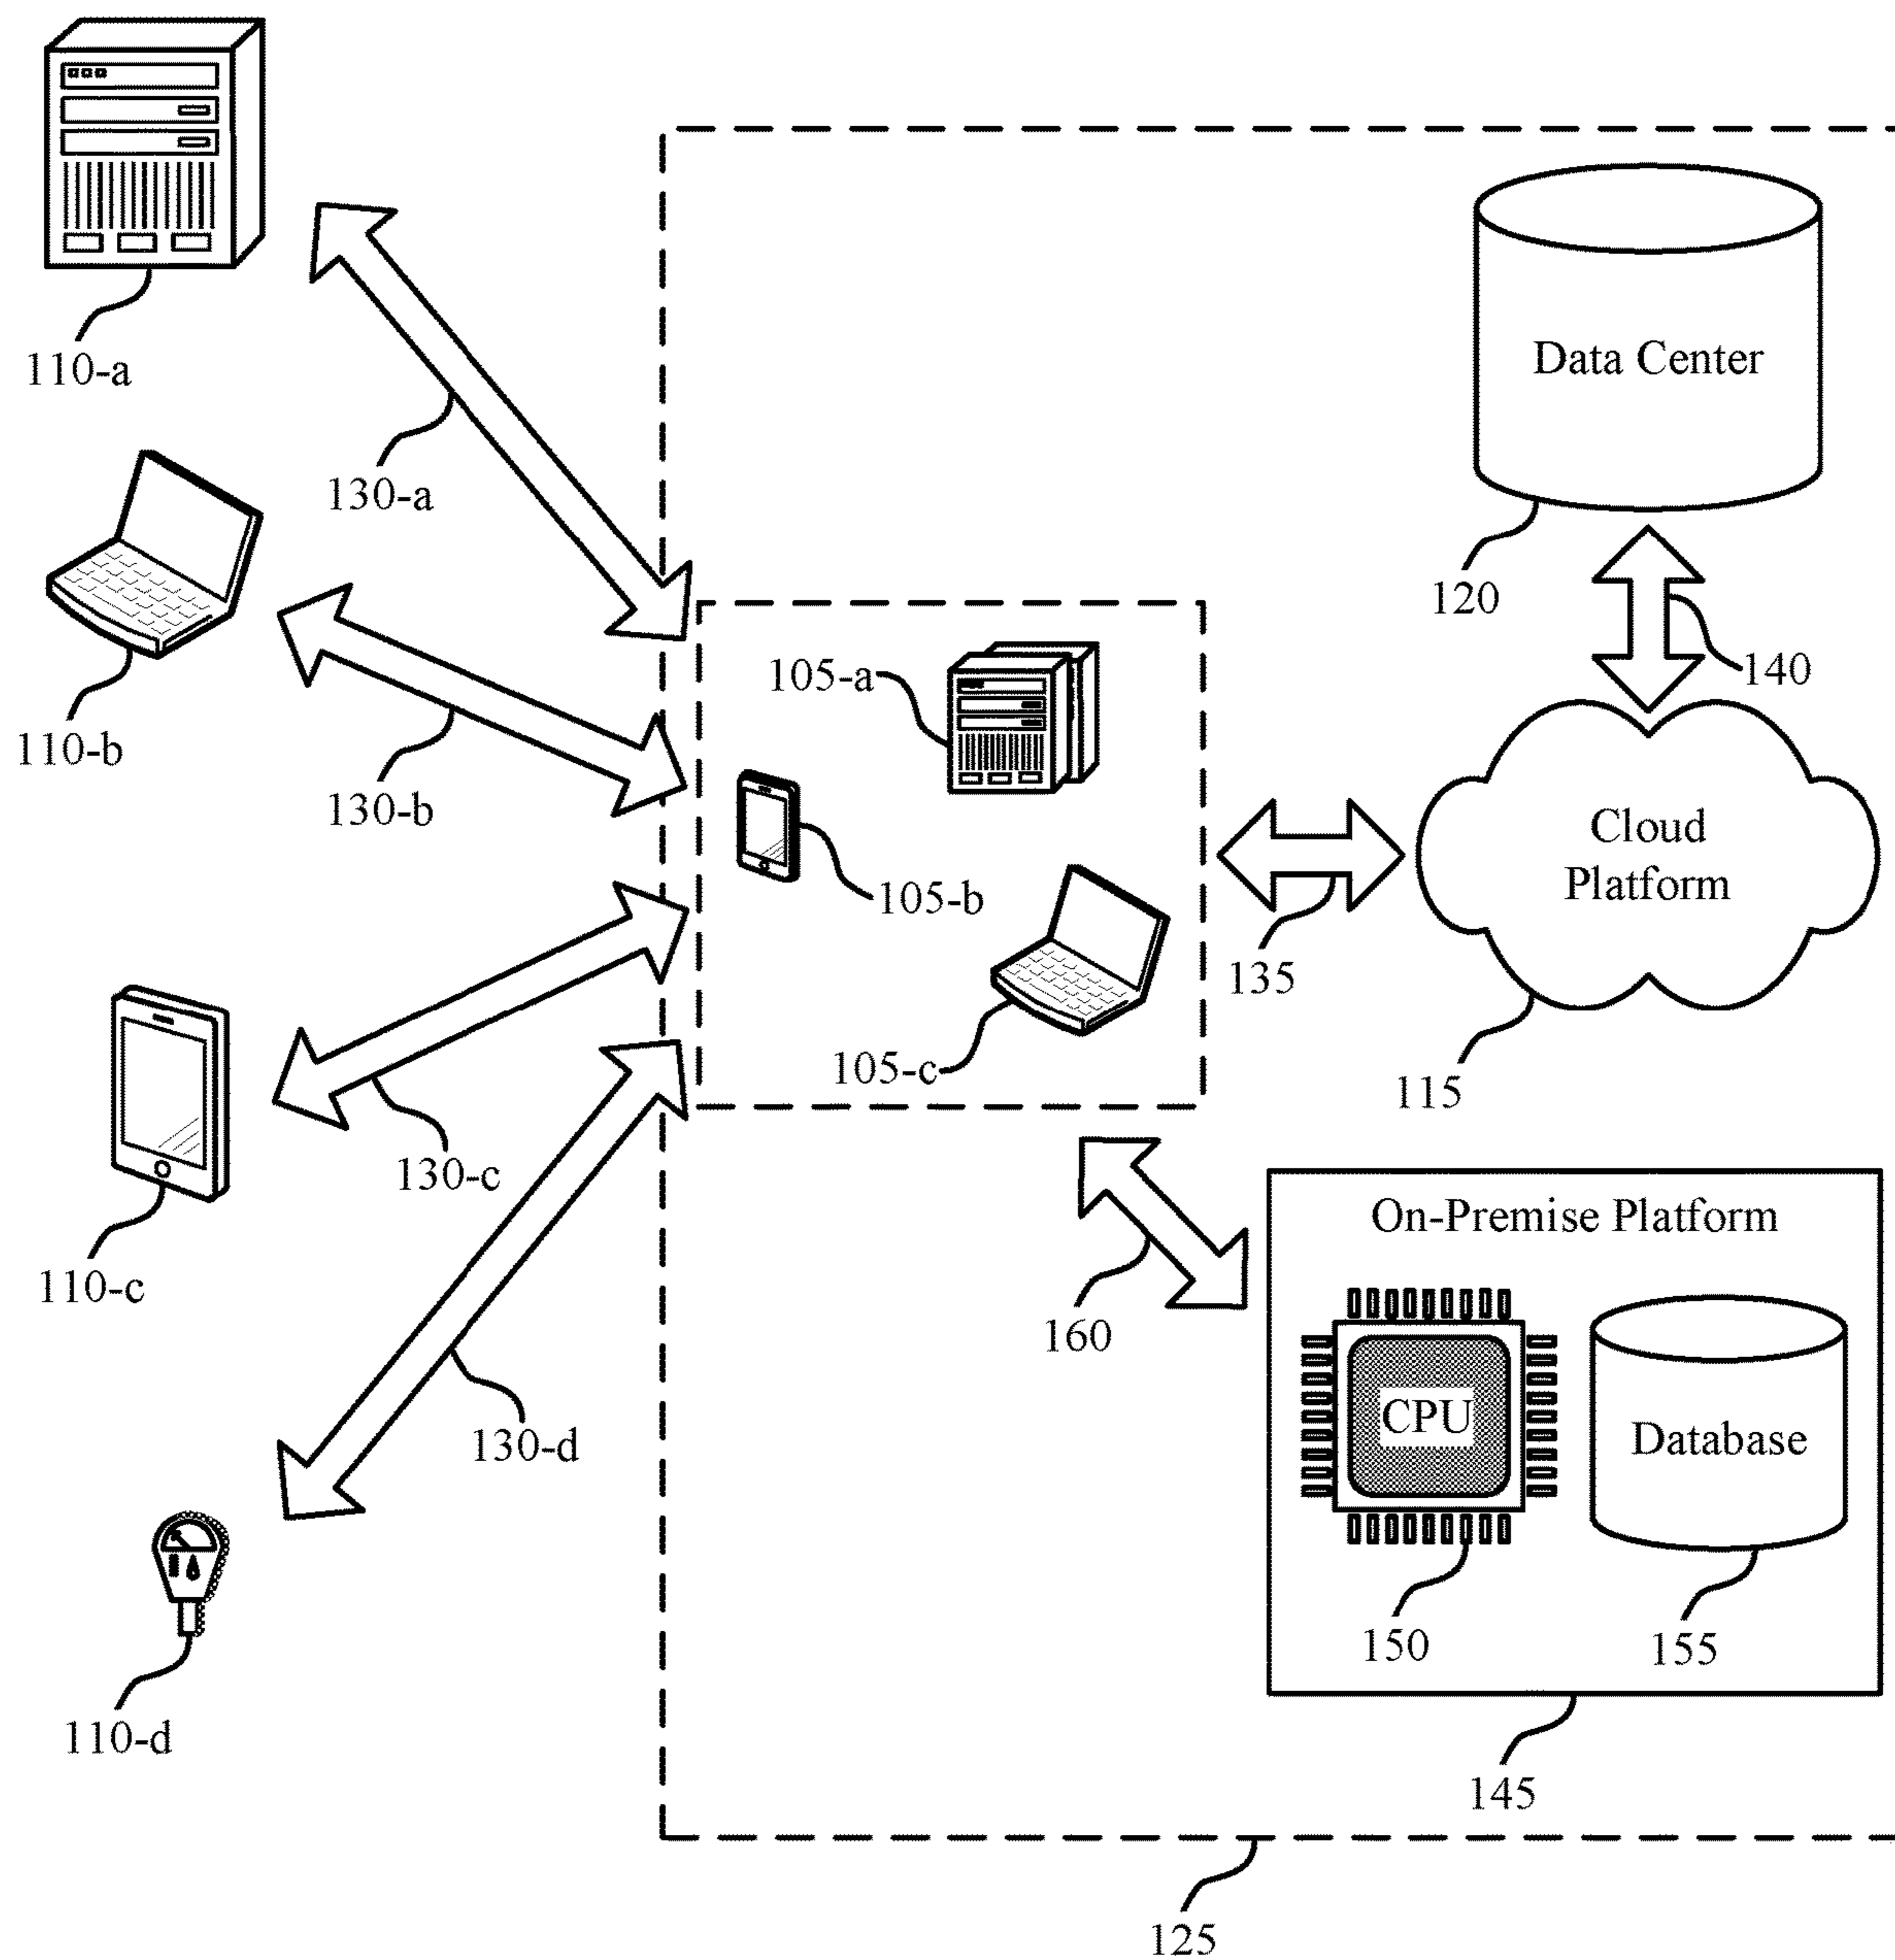 110-a
130-a
Data Center
120
140
110-b
130-b
105-a
105-b
105-c
135
Cloud
Platform
115
110-c
130-c
160
On-Premise Platform
CPU
Database
150
155
130-d
110-d
145
125